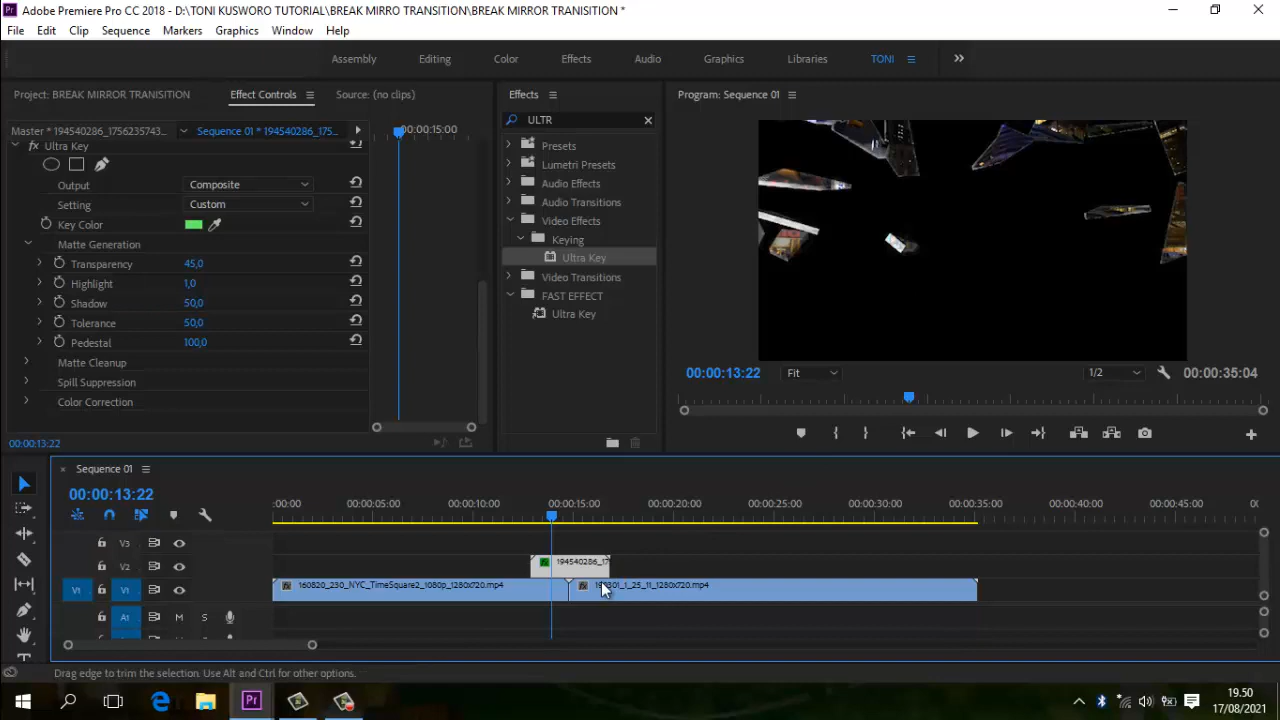 Adobe Premiere Pro CC 2018 - D:\TONI KUSWORO TUTORIAL\BREAK MIRRO TRANSITION\BREAK MIRROR TRANSITION *
File Edit Clip Sequence Markers Graphics Window Help
Assembly Editing Color Effects Audio Graphics Libraries TONI
Project: BREAK MIRROR TRANSITION Effect Controls Source: (no clips) Effects Program: Sequence 01
Master * 194540286_1756235743... Sequence 01 * 194540286_175... 00:00:15:00
ULTR
fx Ultra Key
Output Composite
Setting Custom
Key Color
Matte Generation
Transparency 45,0
Highlight 1,0
Shadow 50,0
Tolerance 50,0
Pedestal 100,0
Matte Cleanup
Spill Suppression
Color Correction
00:00:13:22
Presets
Lumetri Presets
Audio Effects
Audio Transitions
Video Effects
Keying
Ultra Key
Video Transitions
FAST EFFECT
Ultra Key
00:00:13:22 Fit 1/2 00:00:35:04
Sequence 01
00:00:13:22
:00:00 00:00:05:00 00:00:10:00 00:00:15:00 00:00:20:00 00:00:25:00 00:00:30:00 00:00:35:00 00:00:40:00 00:00:45:00 00:
V3
V2 fx 194540286_17
V1 V1 fx 160820_230_NYC_TimeSquare2_1080p_1280x720.mp4 fx
A1 M S
Drag edge to trim the selection. Use Alt and Ctrl for other options.
19.50
17/08/2021